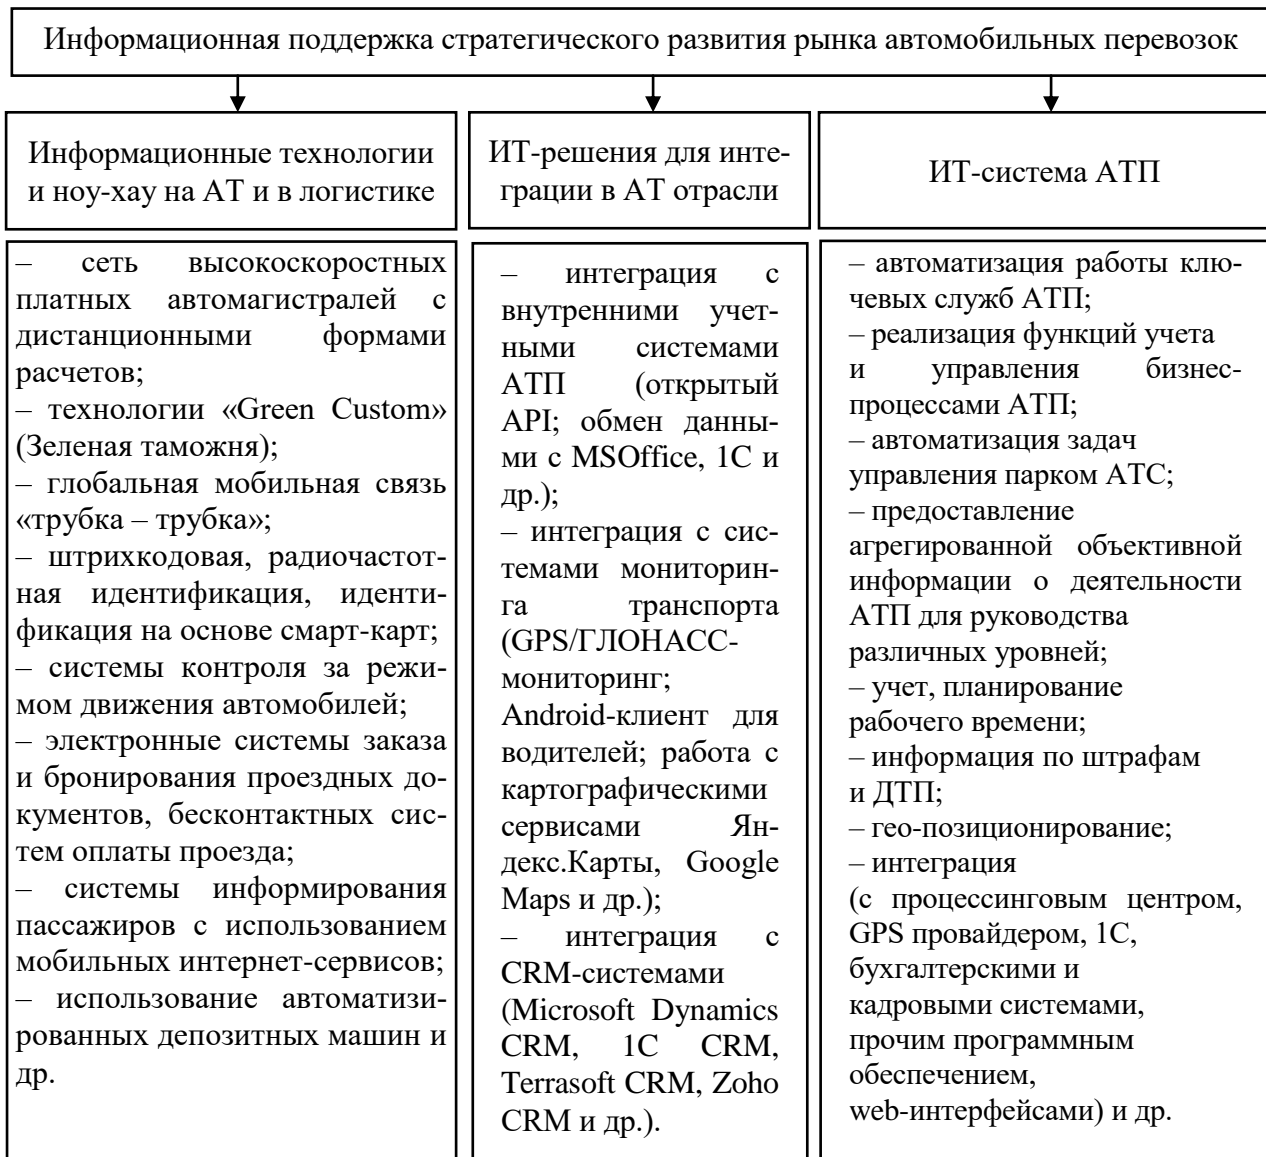 Информационная поддержка стратегического развития рынка автомобильных перевозок
Информационные технологии
и ноу-хау на АТ и в логистике
ИТ-решения для инте-
грации в АТ отрасли
ИТ-система АТП
– сеть высокоскоростных
платных автомагистралей с
дистанционными формами
расчетов;
– технологии «Green Custom»
(Зеленая таможня);
– глобальная мобильная связь
«трубка – трубка»;
– штрихкодовая, радиочастот-
ная идентификация, иденти-
фикация на основе смарт-карт;
– системы контроля за режи-
мом движения автомобилей;
– электронные системы заказа
и бронирования проездных до-
кументов, бесконтактных сис-
тем оплаты проезда;
– системы информирования
пассажиров с использованием
мобильных интернет-сервисов;
– использование автоматизи-
рованных депозитных машин и
др.
– интеграция с
внутренними учет-
ными системами
АТП (открытый
API; обмен данны-
ми с MSOffice, 1С и
др.);
– интеграция с сис-
темами мониторин-
га транспорта
(GPS/ГЛОНАСС-
мониторинг;
Android-клиент для
водителей; работа с
картографическими
сервисами Ян-
декс.Карты, Google
Maps и др.);
– интеграция с
CRM-системами
(Microsoft Dynamics
CRM, 1С CRM,
Terrasoft CRM, Zoho
CRM и др.).
– автоматизация работы клю-
чевых служб АТП;
– реализация функций учета
и управления бизнес-
процессами АТП;
– автоматизация задач
управления парком АТС;
– предоставление
агрегированной объективной
информации о деятельности
АТП для руководства
различных уровней;
– учет, планирование
рабочего времени;
– информация по штрафам
и ДТП;
– гео-позиционирование;
– интеграция
(с процессинговым центром,
GPS провайдером, 1С,
бухгалтерскими и
кадровыми системами,
прочим программным
обеспечением,
web-интерфейсами) и др.